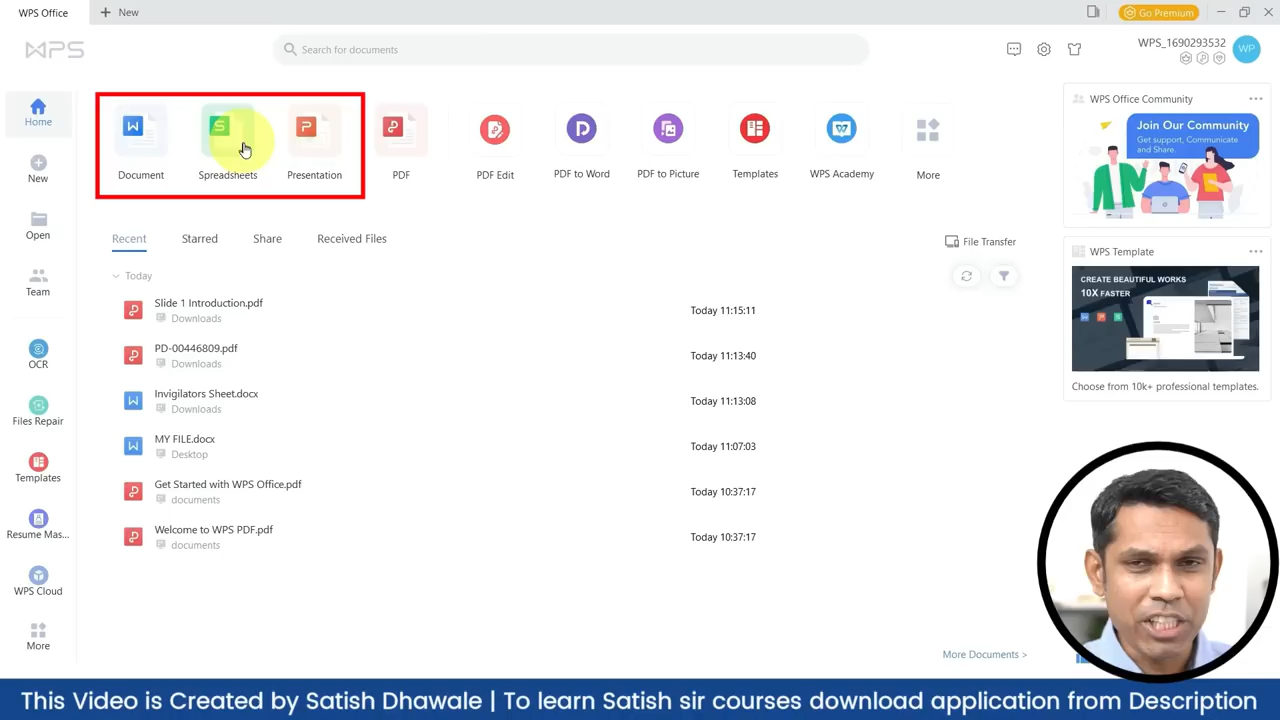 WPS Office
+ New
Go Premium
WPS
Search for documents
WPS_1690293532
WP
Home
New
Open
Team
OCR
Files Repair
Templates
Resume Mas...
WPS Cloud
More
W
Document
S
Spreadsheets
P
Presentation
PDF
PDF Edit
PDF to Word
PDF to Picture
Templates
WPS Academy
More
Recent
Starred
Share
Received Files
File Transfer
Today
Slide 1 Introduction.pdf
Downloads
Today 11:15:11
PD-00446809.pdf
Downloads
Today 11:13:40
Invigilators Sheet.docx
Downloads
Today 11:13:08
MY FILE.docx
Desktop
Today 11:07:03
Get Started with WPS Office.pdf
documents
Today 10:37:17
Welcome to WPS PDF.pdf
documents
Today 10:37:17
More Documents >
WPS Office Community
Join Our Community
Get support, Communicate
and Share.
WPS Template
CREATE BEAUTIFUL WORKS
10X FASTER
Choose from 10k+ professional templates.
This Video is Created by Satish Dhawale | To learn Satish sir courses download application from Description